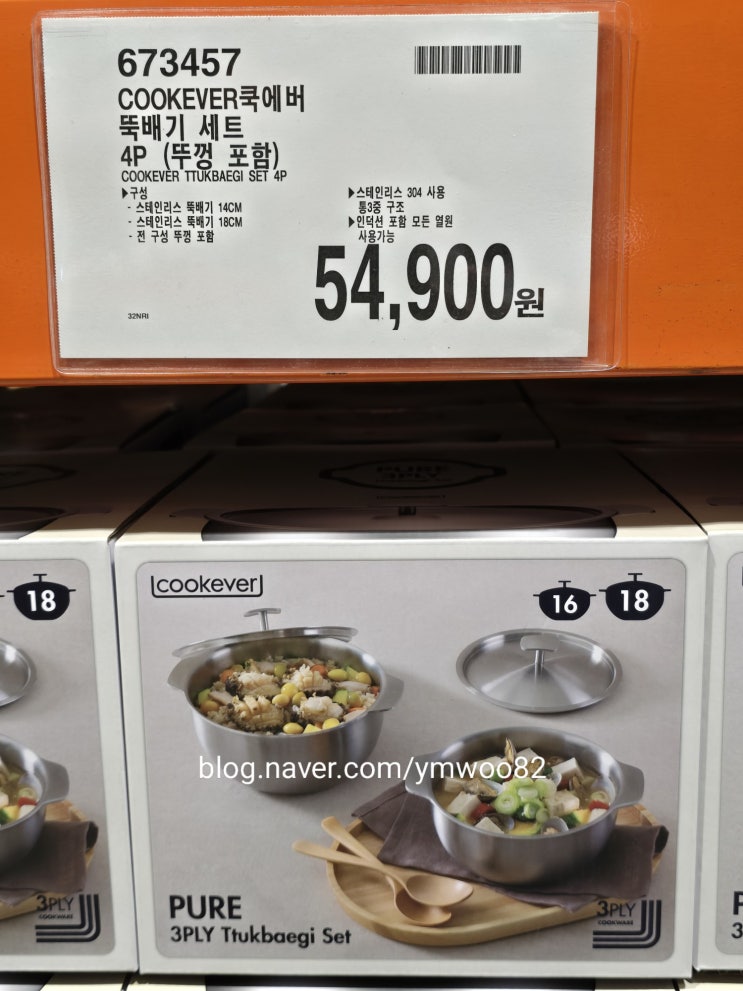 673457
COOKEVER쿡에버
뚝배기 세트
4P (뚜껑 포함)
COOKEVER TTUKBAEGI SET 4P
▶구성
- 스테인리스 뚝배기 14CM
- 스테인리스 뚝배기 18CM
- 전 구성 뚜껑 포함
▶스테인리스 304 사용
통3중 구조
▶인덕션 포함 모든 열원
사용가능
54,900원
32NRI
PURE
3PLY
cookever
18
cookever
16 18
blog.naver.com/ymwoo82
3PLY
COOKWARE
PURE
3PLY Ttukbaegi Set
3PLY
COOKWARE